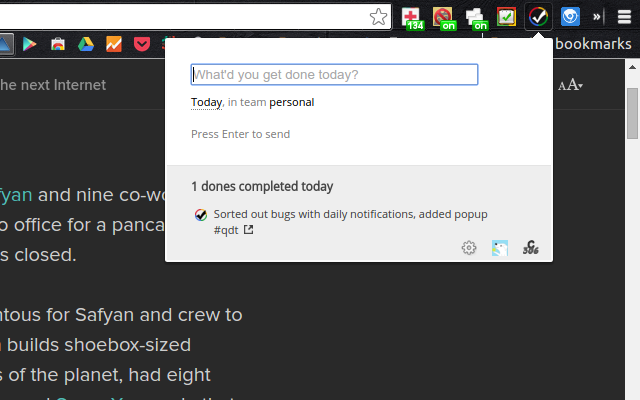 134
on
on
»
bookmarks
What'd you get done today?
Today, in team personal
Press Enter to send
1 dones completed today
Sorted out bugs with daily notifications, added popup
#qdt
the next Internet
AA
fyan and nine co-wo
o office for a panca
s closed.
ntous for Safyan and crew to
builds shoebox-sized
s of the planet, had eight